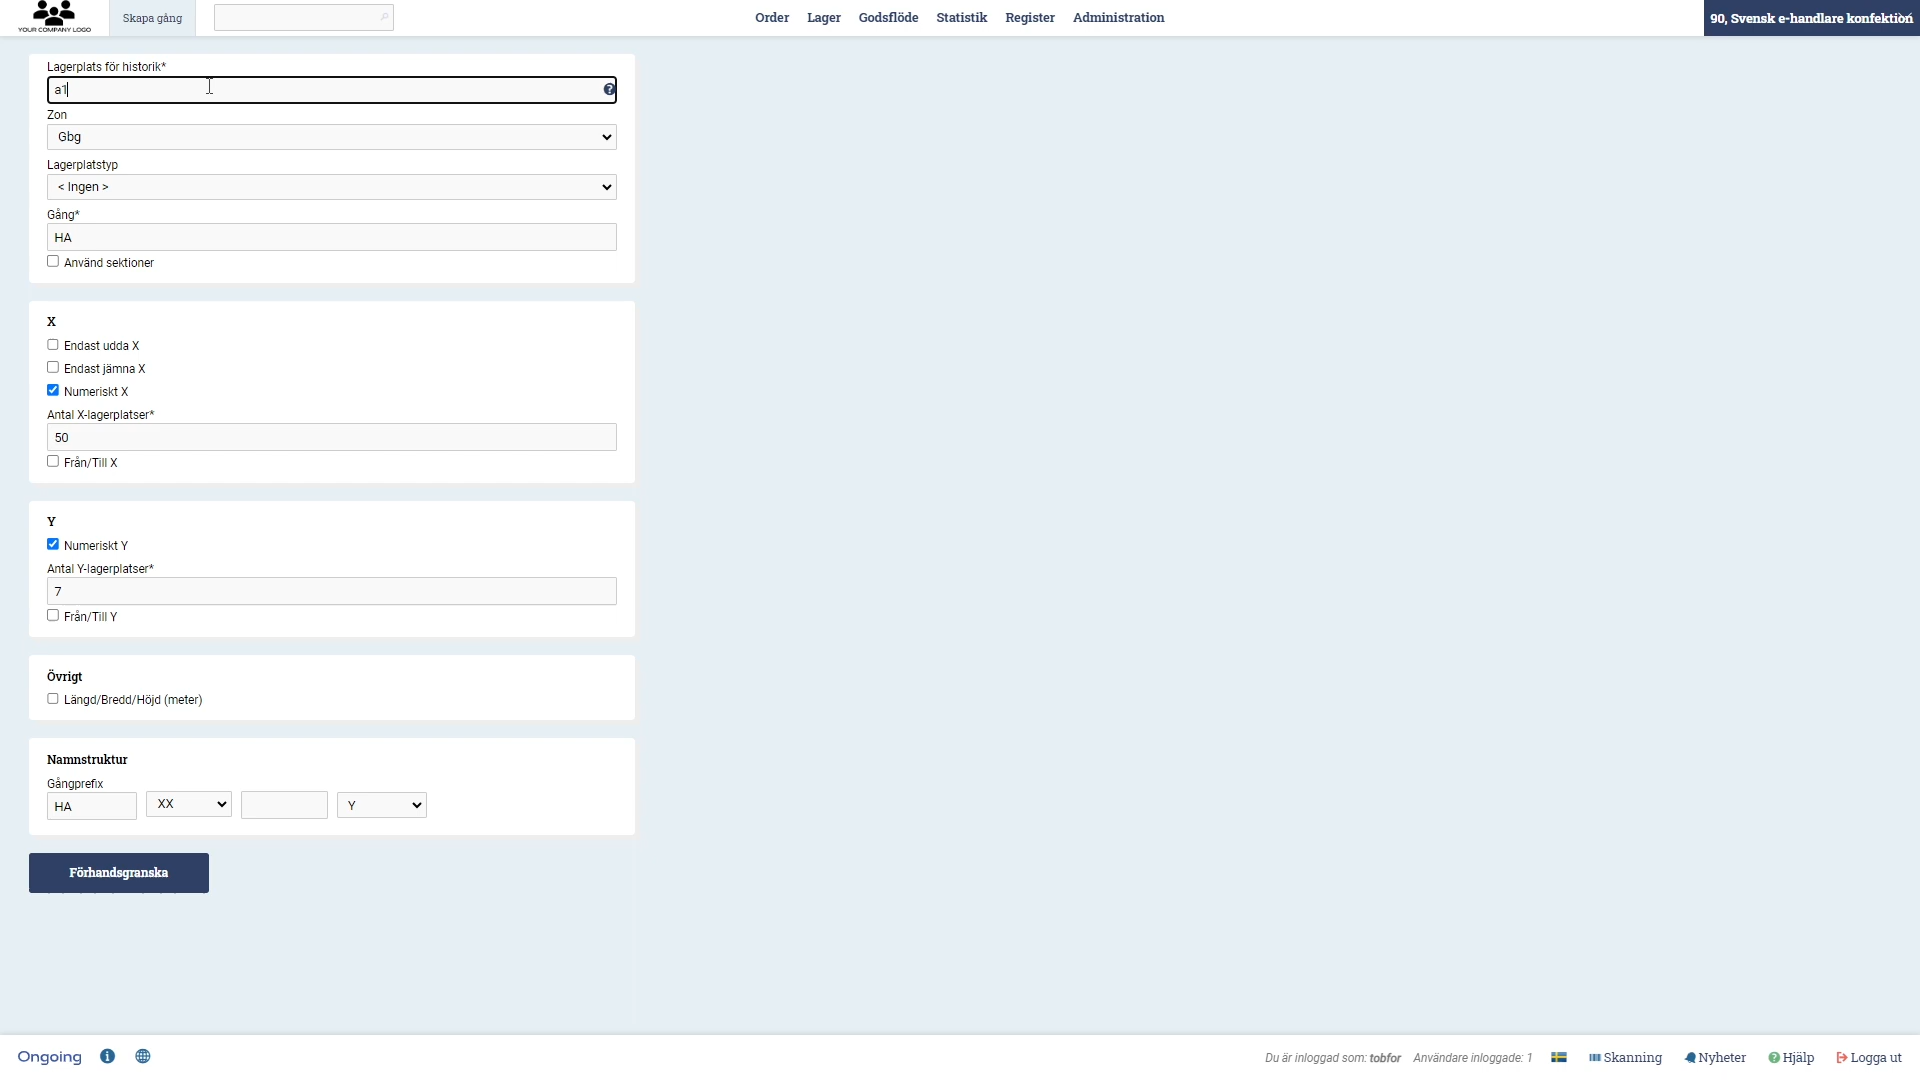 YOUR COMPANY LOGO
Skapa gång
Order Lager Godsflöde Statistik Register Administration
90, Svensk e-handlare konfektion
Lagerplats för historik*
a1
Zon
Gbg
Lagerplatstyp
< Ingen >
Gång*
HA
Använd sektioner
X
Endast udda X
Endast jämna X
Numeriskt X
Antal X-lagerplatser*
50
Från/Till X
Y
Numeriskt Y
Antal Y-lagerplatser*
7
Från/Till Y
Övrigt
Längd/Bredd/Höjd (meter)
Namnstruktur
Gångprefix
HA XX Y
Förhandsgranska
Ongoing Du är inloggad som: tobfor Användare inloggade: 1 Skanning Nyheter Hjälp Logga ut